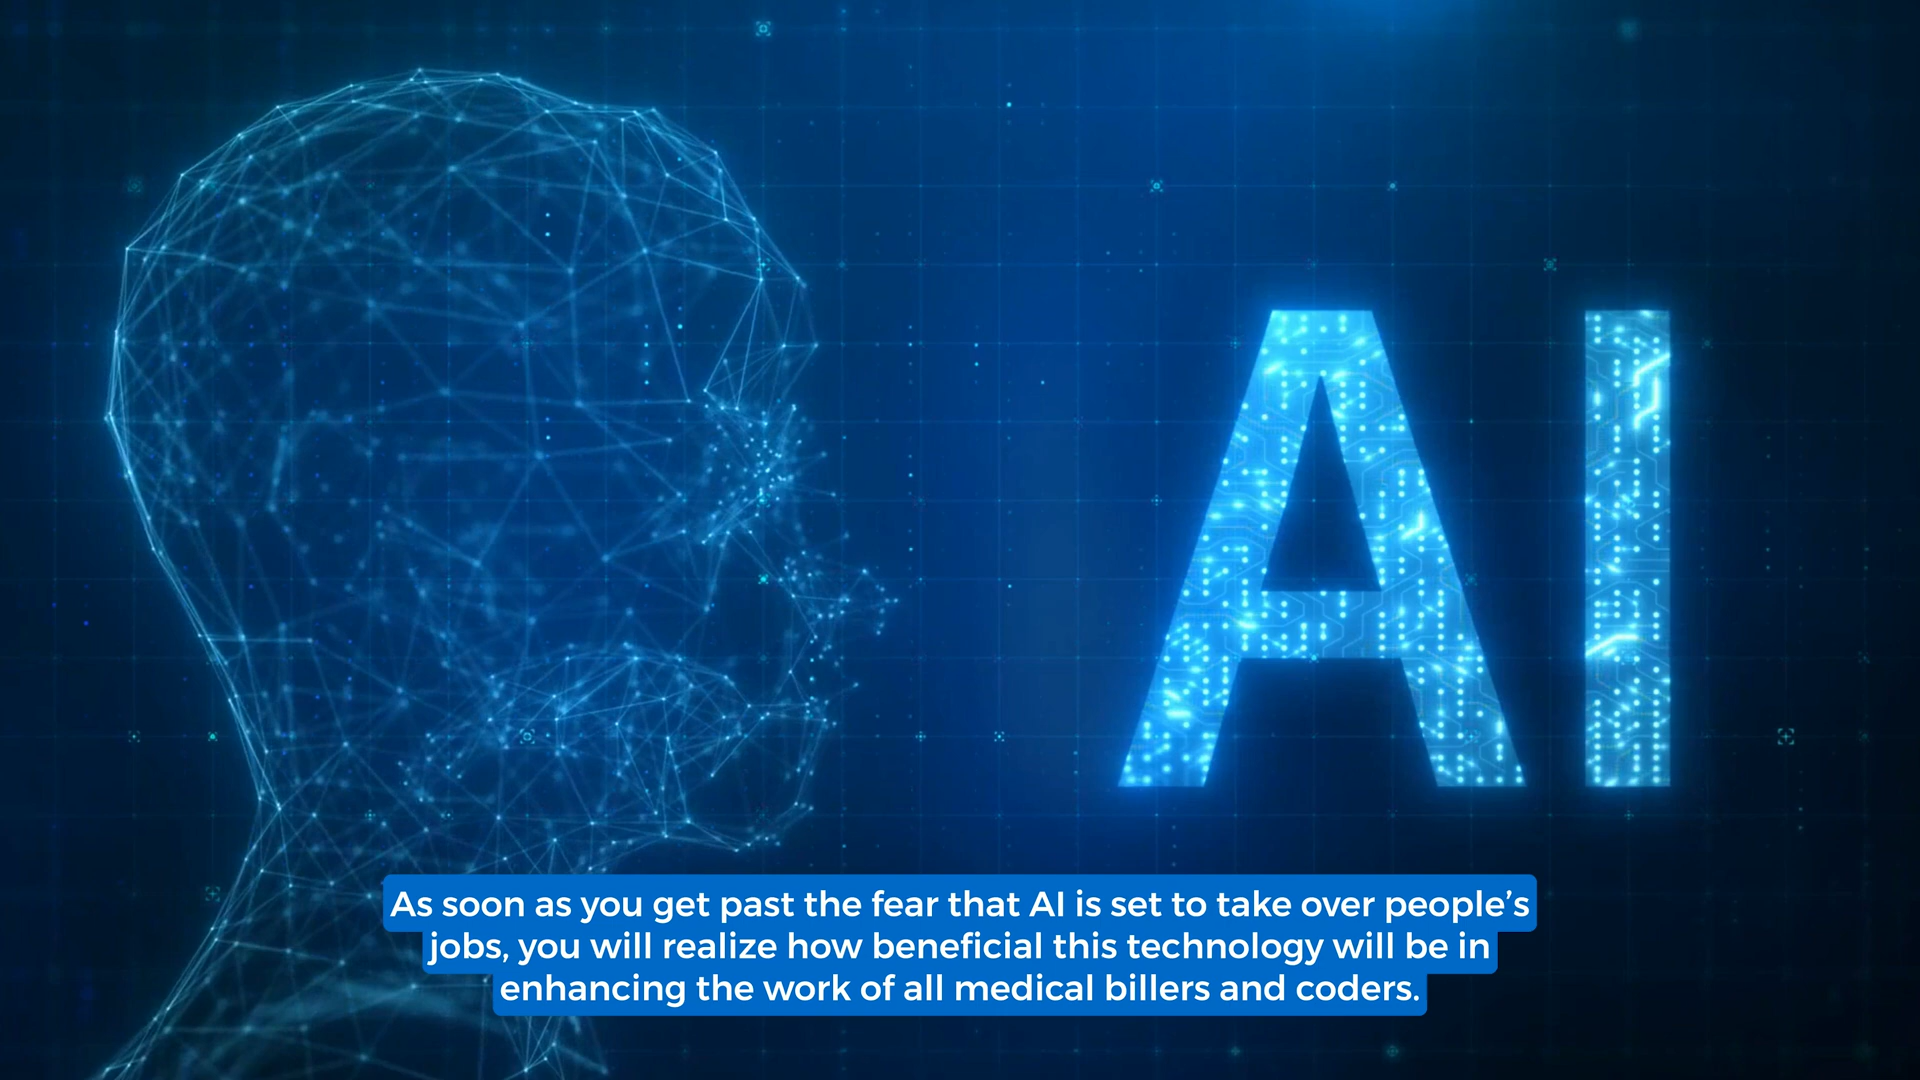 AI
As soon as you get past the fear that AI is set to take over people’s
jobs, you will realize how beneficial this technology will be in
enhancing the work of all medical billers and coders.